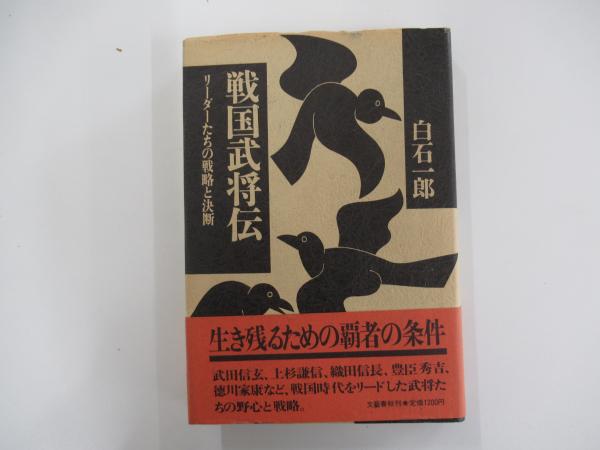 戦国武将伝
リーダーたちの戦略と決断
白石一郎
生き残るための覇者の条件
武田信玄、上杉謙信、織田信長、豊臣秀吉、
徳川家康など、戦国時代をリードした武将た
ちの野心と戦略。
文藝春秋刊★定価1200円